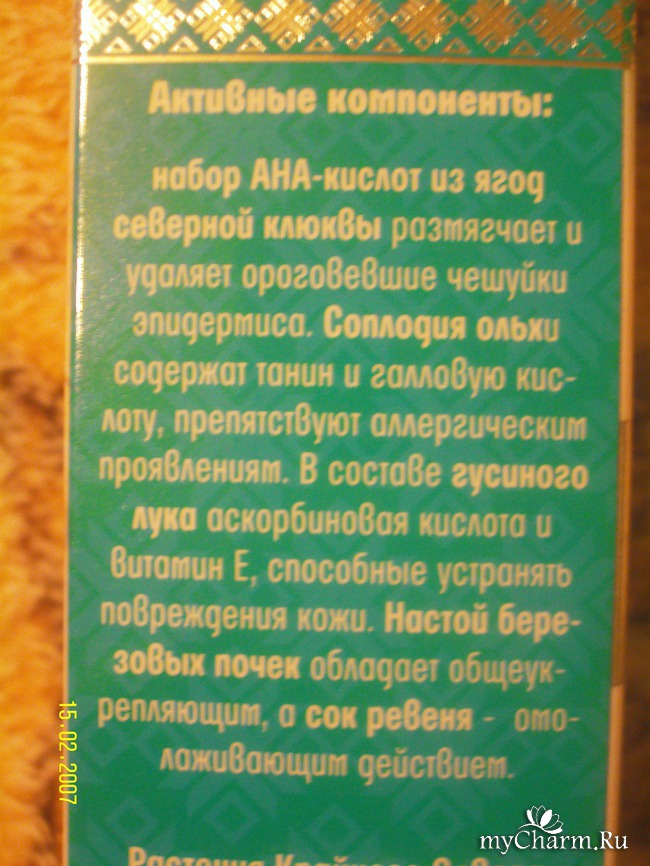 Активные компоненты:
набор АНА-кислот из ягод
северной клюквы размягчает и
удаляет ороговевшие чешуйки
эпидермиса. Соплодия ольхи
содержат танин и галловую кис-
лоту, препятствуют аллергическим
проявлениям. В составе гусиного
лука аскорбиновая кислота и
витамин Е, способные устранять
повреждения кожи. Настой бере-
зовых почек обладает общеук-
репляющим, а сок ревеня - омо-
лаживающим действием.
Растения Крайнего
15.02.2007
myCharm.Ru